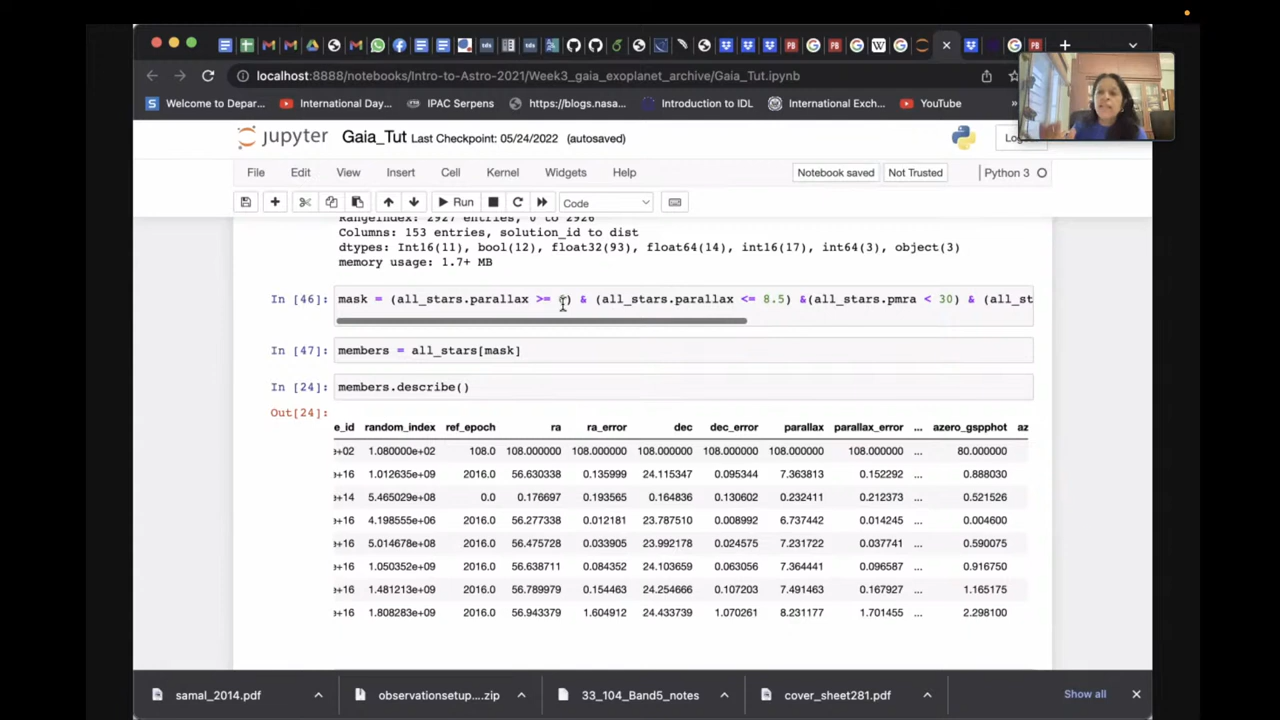 localhost:8888/notebooks/Intro-to-Astro-2021/Week3_gaia_exoplanet_archive/Gaia_Tut.ipynb
Welcome to Depar... International Day... IPAC Serpens https://blogs.nasa... Introduction to IDL International Exch... YouTube »
jupyter Gaia_Tut Last Checkpoint: 05/24/2022 (autosaved)
File Edit View Insert Cell Kernel Widgets Help Notebook saved Not Trusted Python 3
Run Code
RangeIndex: 2927 entries, 0 to 2926
Columns: 153 entries, solution_id to dist
dtypes: Int16(11), bool(12), float32(93), float64(14), int16(17), int64(3), object(3)
memory usage: 1.7+ MB
In [46]: mask = (all_stars.parallax >= ) & (all_stars.parallax <= 8.5) &(all_stars.pmra < 30) & (all_st
In [47]: members = all_stars[mask]
In [24]: members.describe()
Out[24]:
e_id random_index ref_epoch ra ra_error dec dec_error parallax parallax_error ... azero_gspphot az
e+02 1.080000e+02 108.0 108.000000 108.000000 108.000000 108.000000 108.000000 108.000000 ... 80.000000
e+16 1.012635e+09 2016.0 56.630338 0.135999 24.115347 0.095344 7.363813 0.152292 ... 0.888030
e+14 5.465029e+08 0.0 0.176697 0.193565 0.164836 0.130602 0.232411 0.212373 ... 0.521526
e+16 4.198555e+06 2016.0 56.277338 0.012181 23.787510 0.008992 6.737442 0.014245 ... 0.004600
e+16 5.014678e+08 2016.0 56.475728 0.033905 23.992178 0.024575 7.231722 0.037741 ... 0.590075
e+16 1.050352e+09 2016.0 56.638711 0.084352 24.103659 0.063056 7.364441 0.096587 ... 0.916750
e+16 1.481213e+09 2016.0 56.789979 0.154463 24.254666 0.107203 7.491463 0.167927 ... 1.165175
e+16 1.808283e+09 2016.0 56.943379 1.604912 24.433739 1.070261 8.231177 1.701455 ... 2.298100
samal_2014.pdf observationsetup....zip 33_104_Band5_notes cover_sheet281.pdf Show all